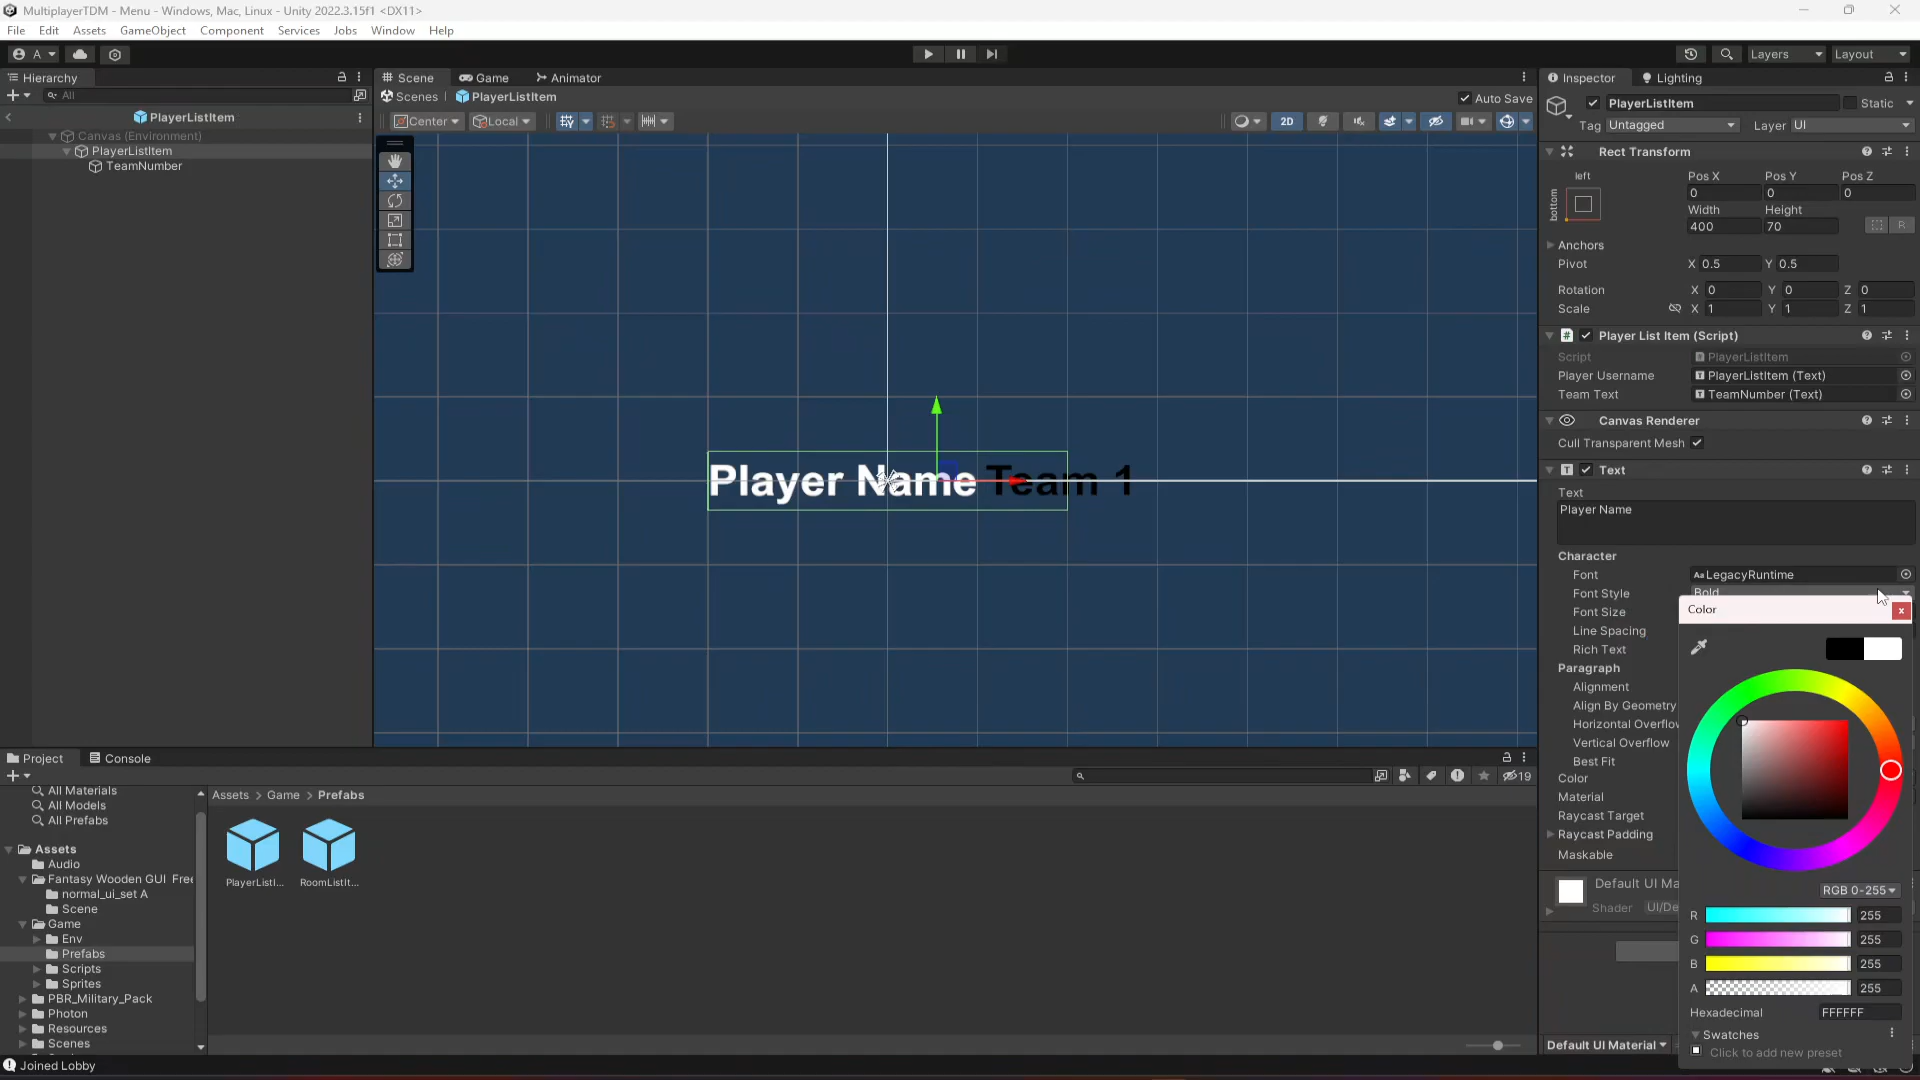 MultiplayerTDM - Menu - Windows, Mac, Linux - Unity 2022.3.15f1 <DX11>
File Edit Assets GameObject Component Services Jobs Window Help
A Layers Layout
Hierarchy
All
PlayerListItem
Canvas (Environment)
PlayerListItem
TeamNumber
Scene Game Animator
Scenes PlayerListItem Auto Save
Center Local 2D
Player Name Team 1
Inspector Lighting
PlayerListItem Static
Tag Untagged Layer UI
Rect Transform
left
bottom
Pos X Pos Y Pos Z
0 0 0
Width Height
400 70
R
Anchors
Pivot X 0.5 Y 0.5
Rotation X 0 Y 0 Z 0
Scale X 1 Y 1 Z 1
# Player List Item (Script)
Script PlayerListItem
Player Username PlayerListItem (Text)
Team Text TeamNumber (Text)
Canvas Renderer
Cull Transparent Mesh
T Text
Text
Player Name
Character
Font Aa LegacyRuntime
Font Style Bold
Font Size
Line Spacing
Rich Text
Paragraph
Alignment
Align By Geometry
Horizontal Overflow
Vertical Overflow
Best Fit
Color
Material
Raycast Target
Raycast Padding
Maskable
Default UI Ma
Shader UI/De
Default UI Material
Color
x
RGB 0-255
R 255
G 255
B 255
A 255
Hexadecimal FFFFFF
Swatches
Click to add new preset
Project Console
19
All Materials
All Models
All Prefabs
Assets
Audio
Fantasy Wooden GUI Free
normal_ui_set A
Scene
Game
Env
Prefabs
Scripts
Sprites
PBR_Military_Pack
Photon
Resources
Scenes
Assets > Game > Prefabs
PlayerListI... RoomListIt...
Joined Lobby